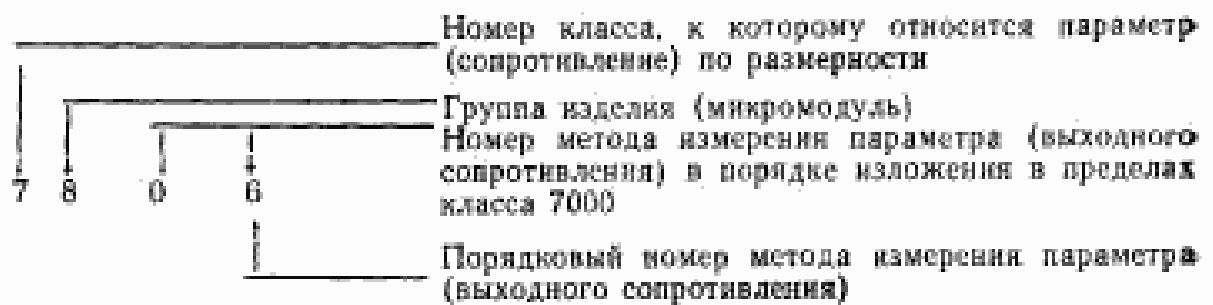 Номер класса, к которому относится параметр
(сопротивление) по размерности
Группа изделия (микромодуль)
Номер метода измерения параметра (выходного
сопротивления) в порядке изложения в пределах
класса 7000
7 8 0 6
Порядковый номер метода измерения параметра
(выходного сопротивления)